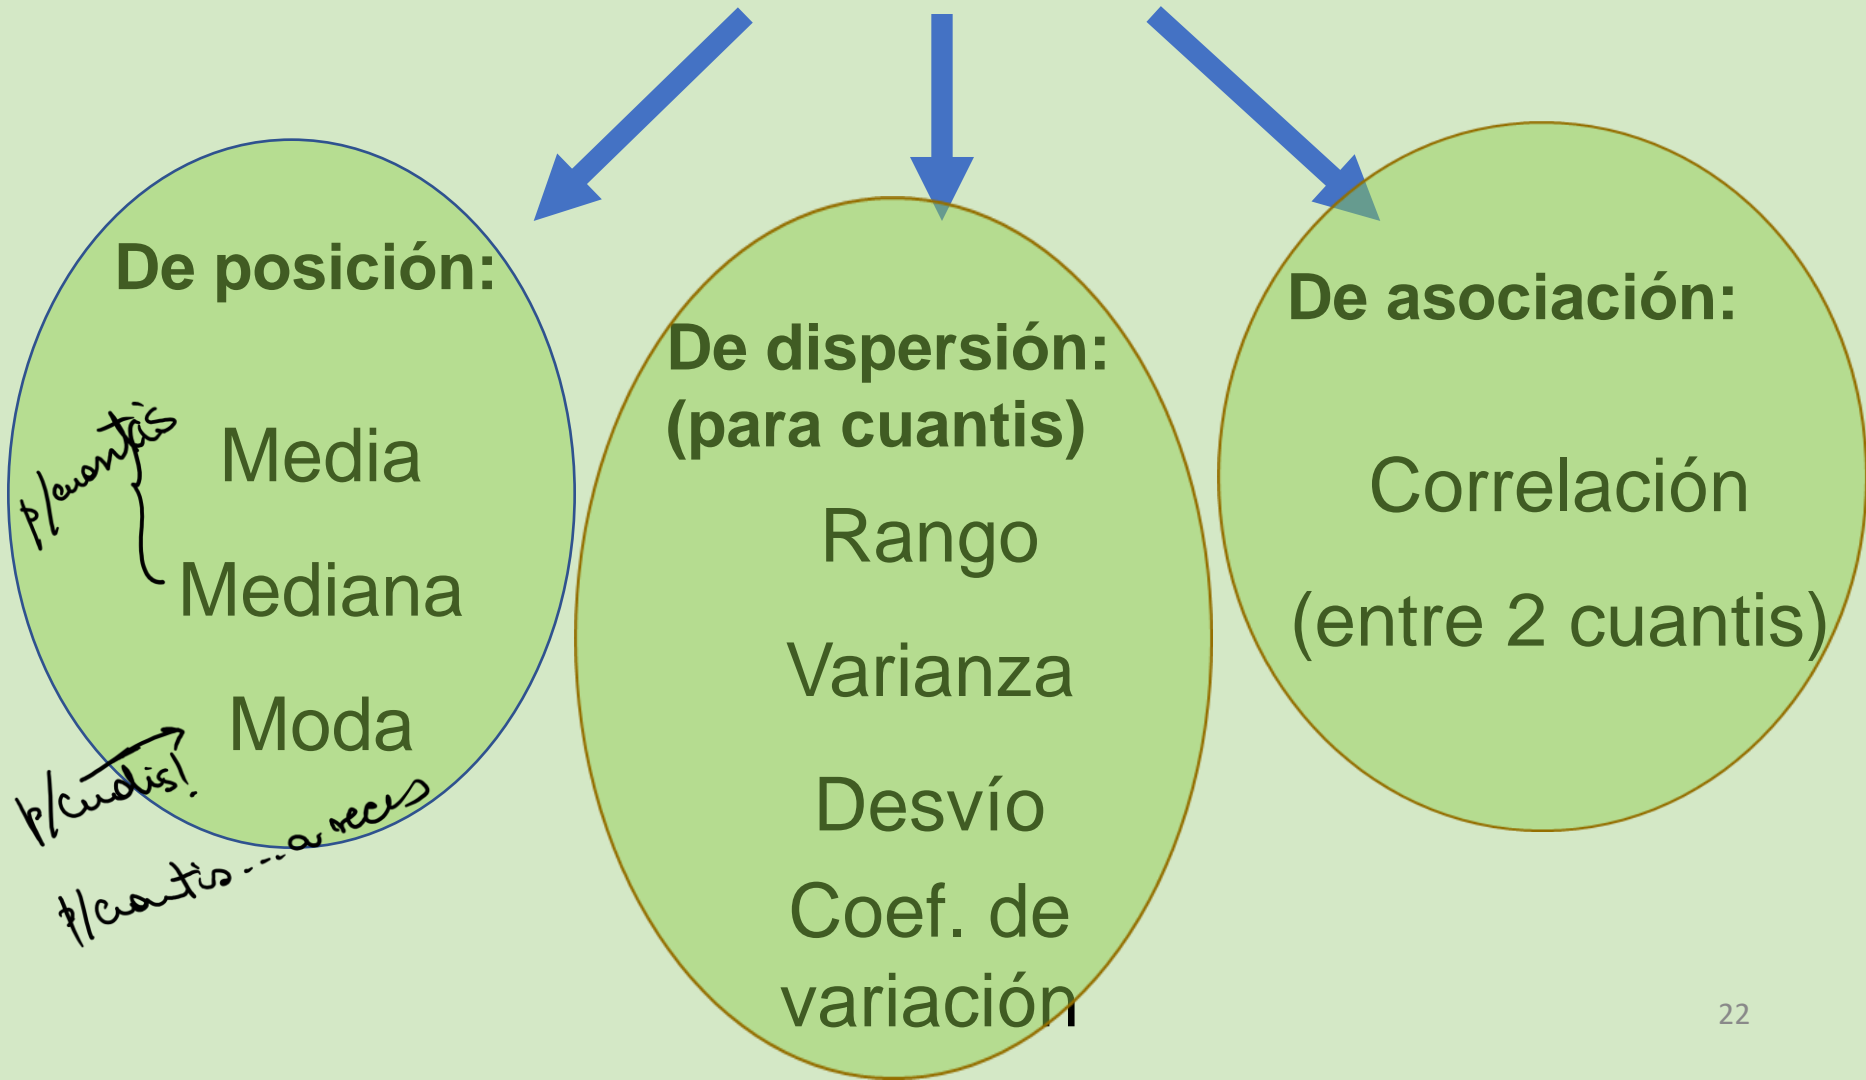 De posición:
p/cuantis
Media
Mediana
Moda
p/cualis!
p/cuantis...a veces
De dispersión:
(para cuantis)
Rango
Varianza
Desvío
Coef. de
variación
De asociación:
Correlación
(entre 2 cuantis)
22